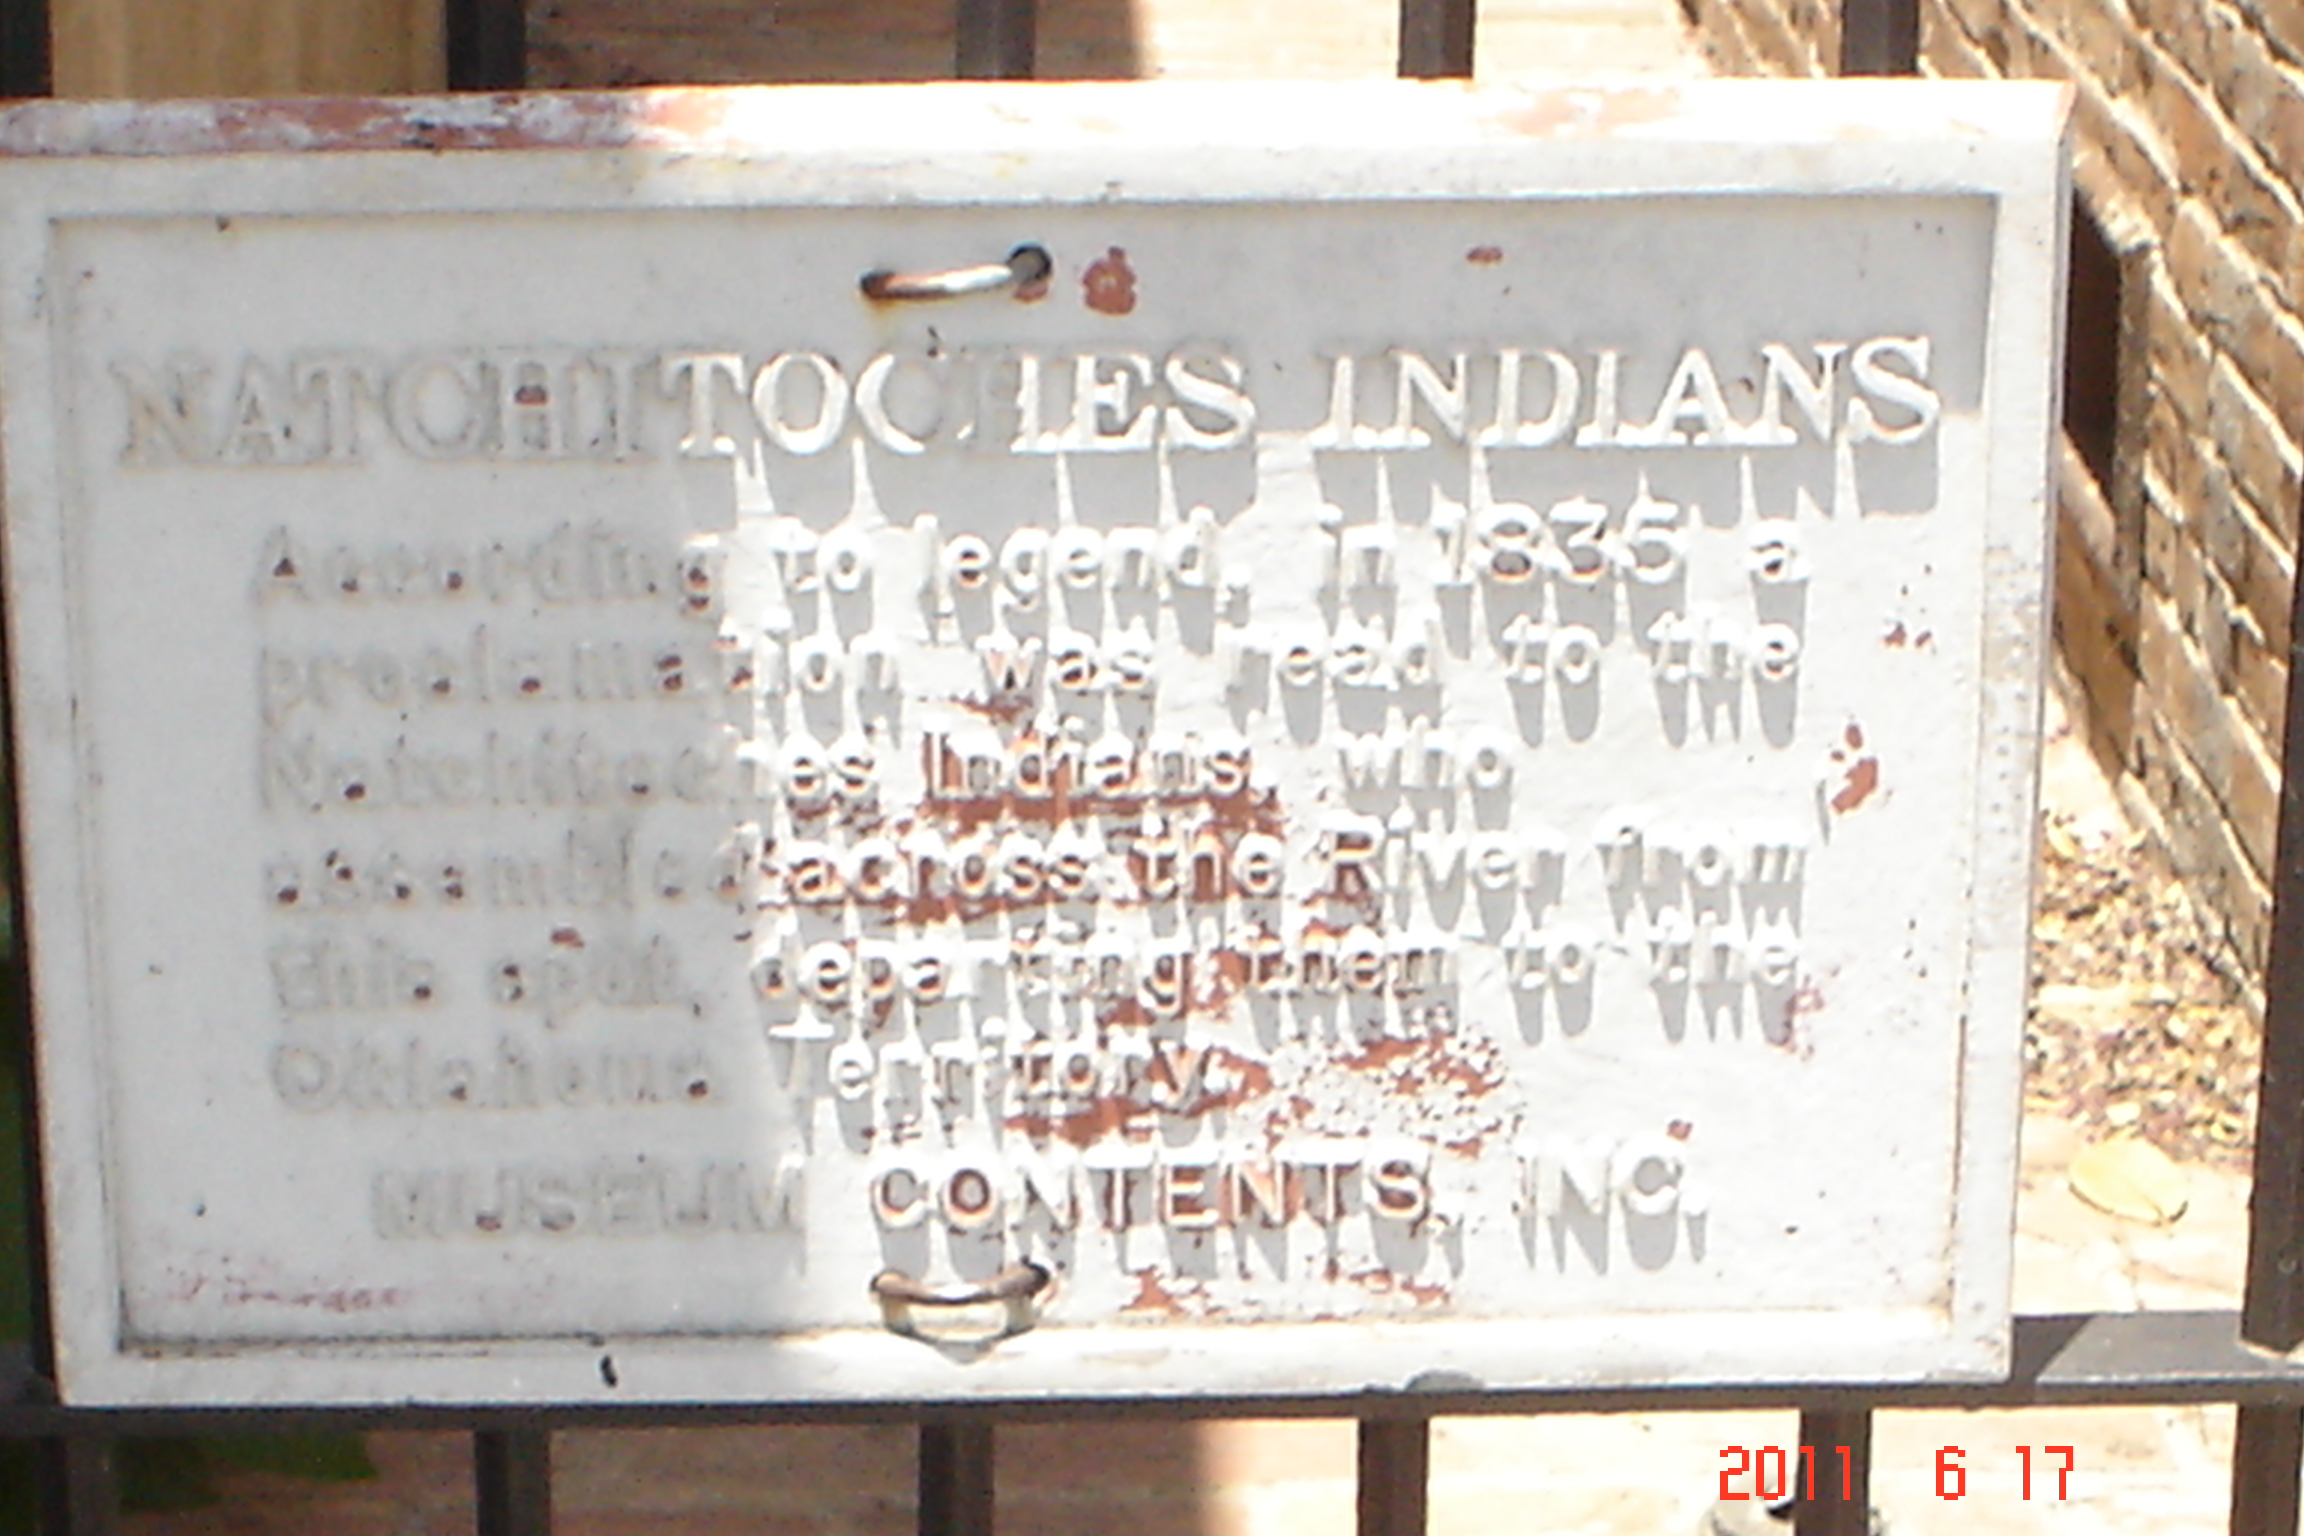 NATCHITOCHES INDIANS
According to legend, in 1835 a
proclamation was read to the
Natchitoches Indians, who
assembled across the River from
this spot, departing them to the
Oklahoma Territory.
MUSEUM CONTENTS, INC.
2011 6 17